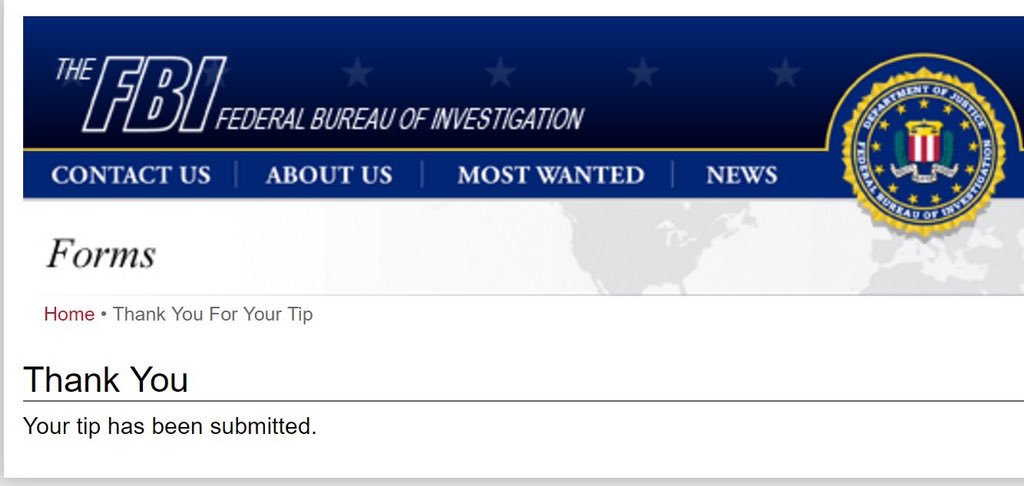 THE FBI FEDERAL BUREAU OF INVESTIGATION
DEPARTMENT OF JUSTICE
FEDERAL BUREAU OF INVESTIGATION
CONTACT US | ABOUT US | MOST WANTED | NEWS
Forms
Home • Thank You For Your Tip
Thank You
Your tip has been submitted.